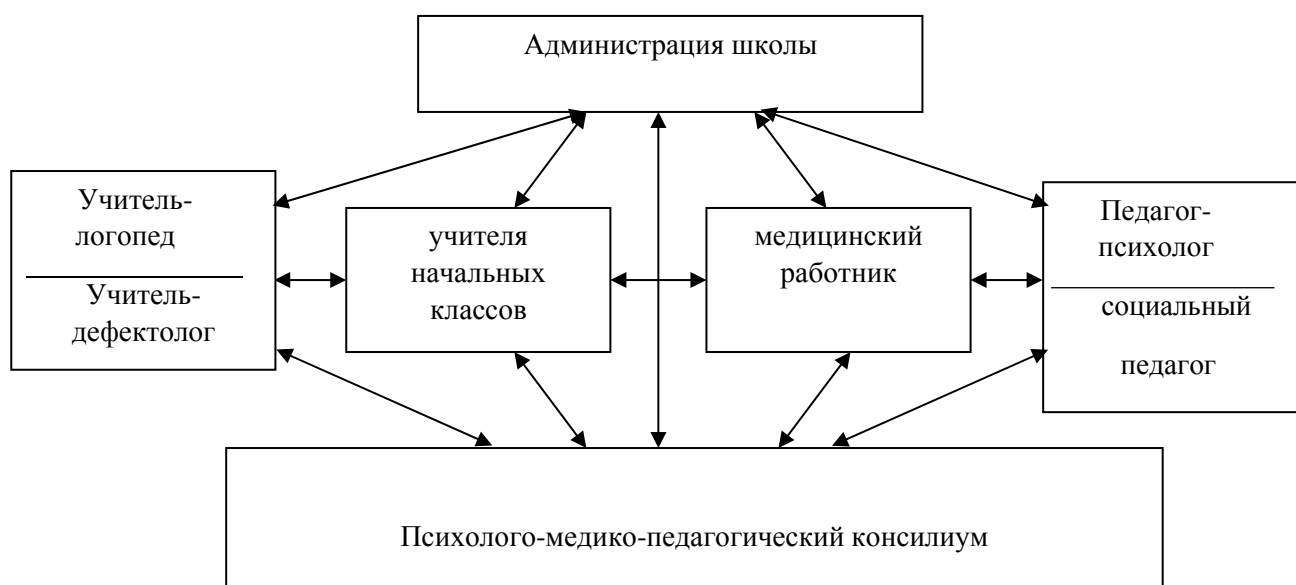 Администрация школы
Учитель-
логопед
Учитель-
дефектолог
учителя
начальных
классов
медицинский
работник
Педагог-
психолог
социальный
педагог
Психолого-медико-педагогический консилиум